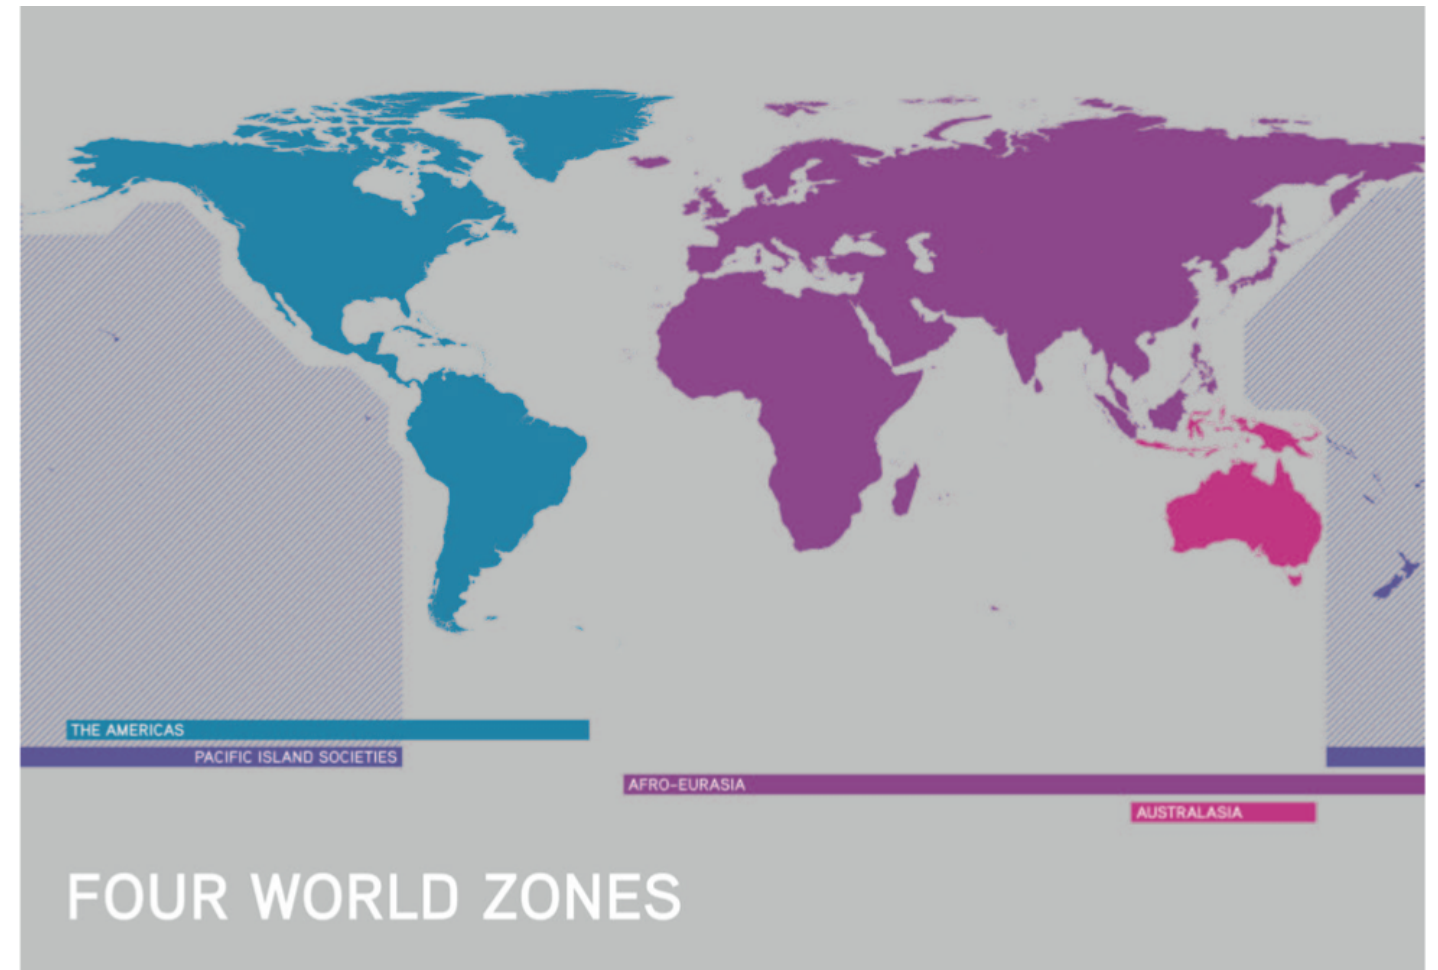 THE AMERICAS
PACIFIC ISLAND SOCIETIES
AFRO-EURASIA
AUSTRALASIA
FOUR WORLD ZONES